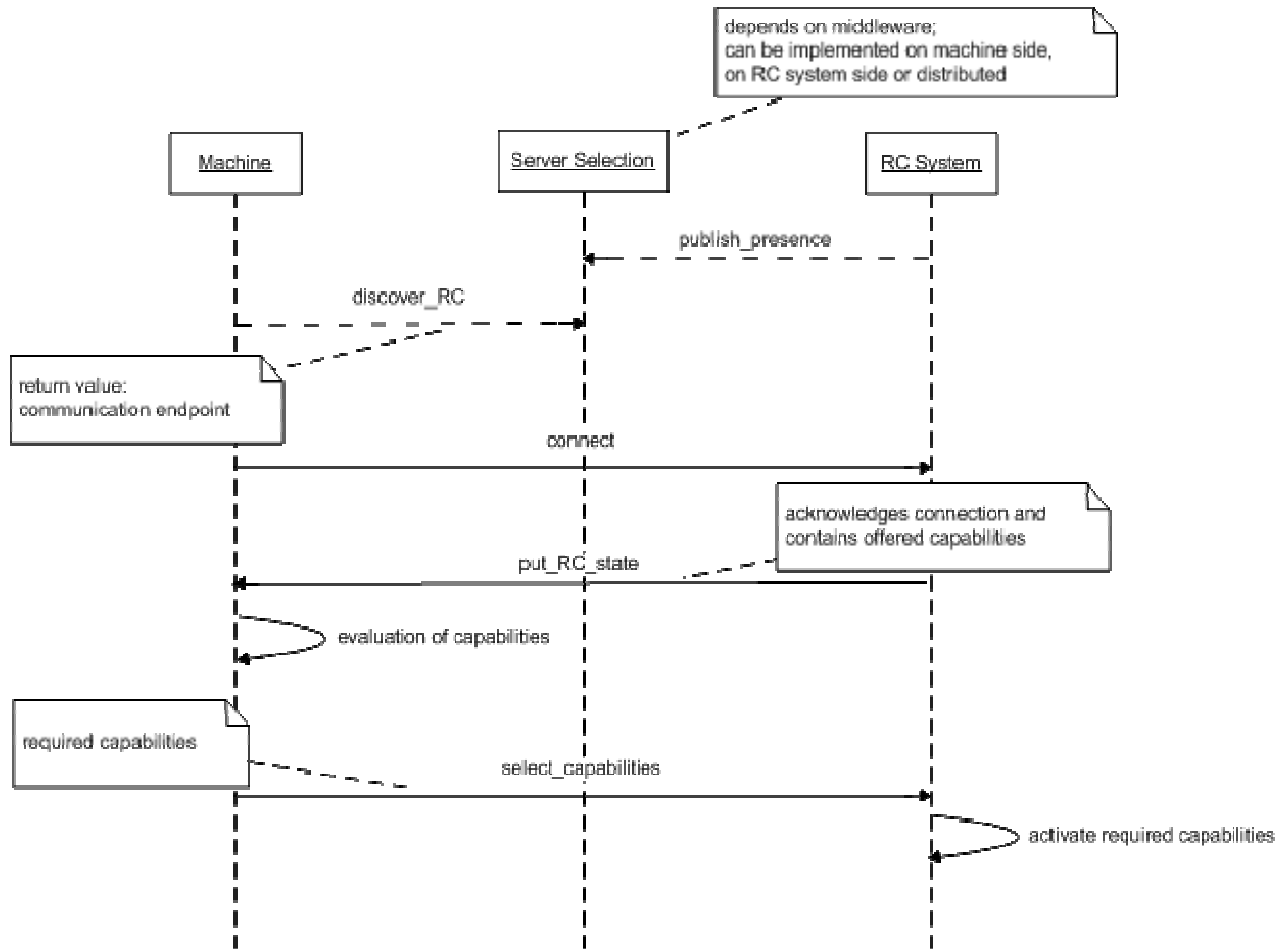 depends on middleware;
can be implemented on machine side,
on RC system side or distributed
Machine
Server Selection
RC System
publish_presence
discover_RC
return value:
communication endpoint
connect
acknowledges connection and
contains offered capabilities
put_RC_state
evaluation of capabilities
required capabilities
select_capabilities
activate required capabilities